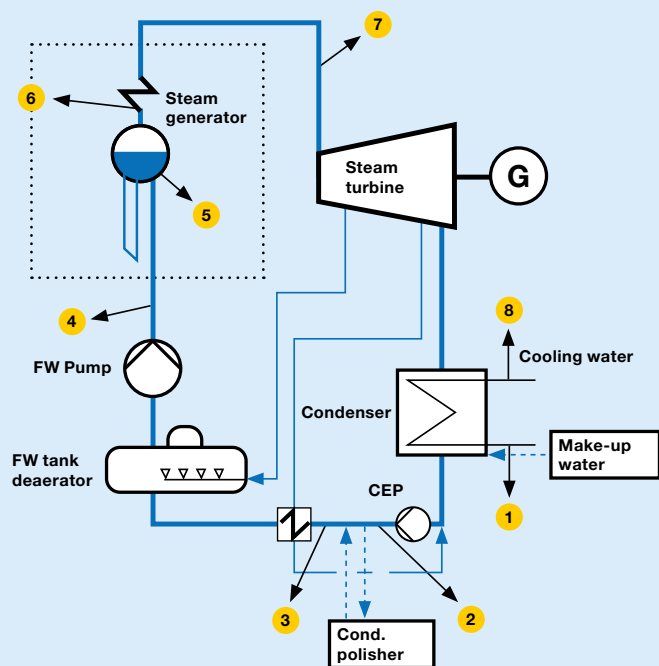 7
6
Steam
generator
Steam
turbine
G
5
4
8
FW Pump
Cooling water
Condenser
Make-up
water
FW tank
deaerator
CEP
1
3
2
Cond.
polisher